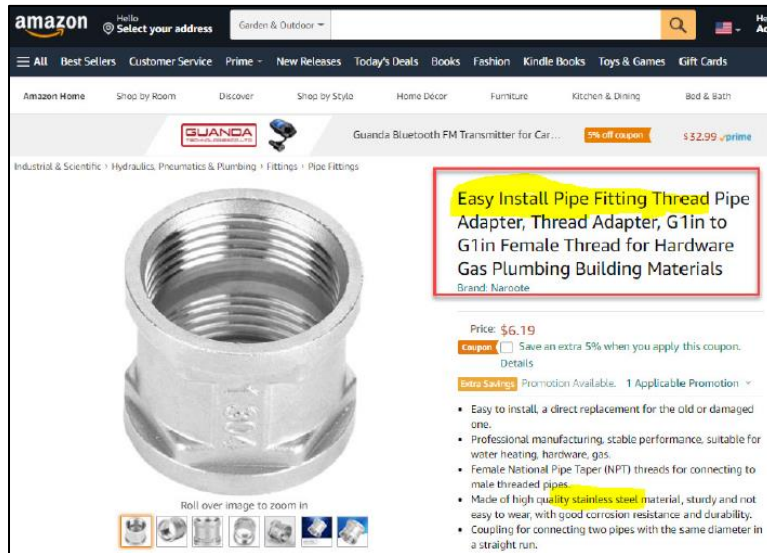 amazon
Hello
Select your address
Garden & Outdoor
All Best Sellers Customer Service Prime New Releases Today's Deals Books Fashion Kindle Books Toys & Games Gift Cards
Amazon Home Shop by Room Discover Shop by Style Home Décor Furniture Kitchen & Dining Bed & Bath
GUANDA
Guanda Bluetooth FM Transmitter for Car... 5% off coupon $32.99 prime
Industrial & Scientific › Hydraulics, Pneumatics & Plumbing › Fittings › Pipe Fittings
Easy Install Pipe Fitting Thread Pipe
Adapter, Thread Adapter, G1in to
G1in Female Thread for Hardware
Gas Plumbing Building Materials
Brand: Naroote
Price: $6.19
Coupon Save an extra 5% when you apply this coupon.
Details
Extra Savings Promotion Available. 1 Applicable Promotion
• Easy to install, a direct replacement for the old or damaged
one.
• Professional manufacturing, stable performance, suitable for
water heating, hardware, gas.
• Female National Pipe Taper (NPT) threads for connecting to
male threaded pipes.
• Made of high quality stainless steel material, sturdy and not
easy to wear, with good corrosion resistance and durability.
• Coupling for connecting two pipes with the same diameter in
a straight run.
304
Roll over image to zoom in